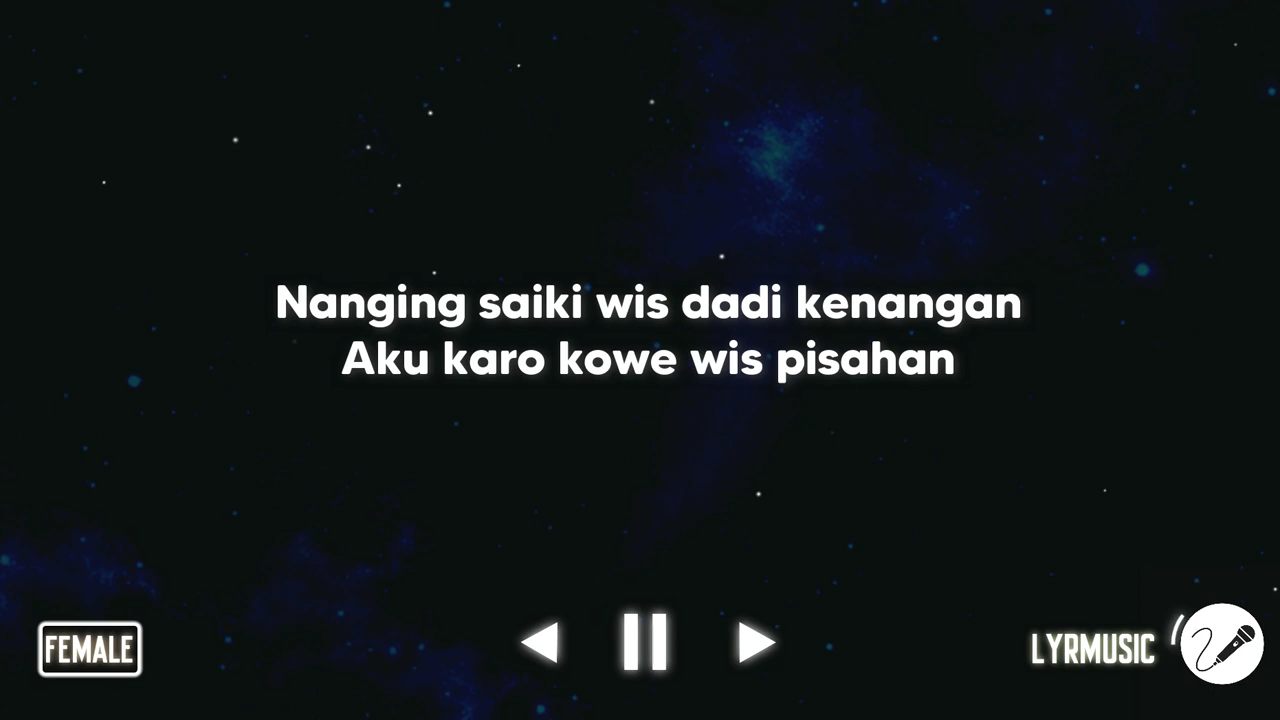 Nanging saiki wis dadi kenangan
Aku karo kowe wis pisahan
FEMALE
LYRMUSIC